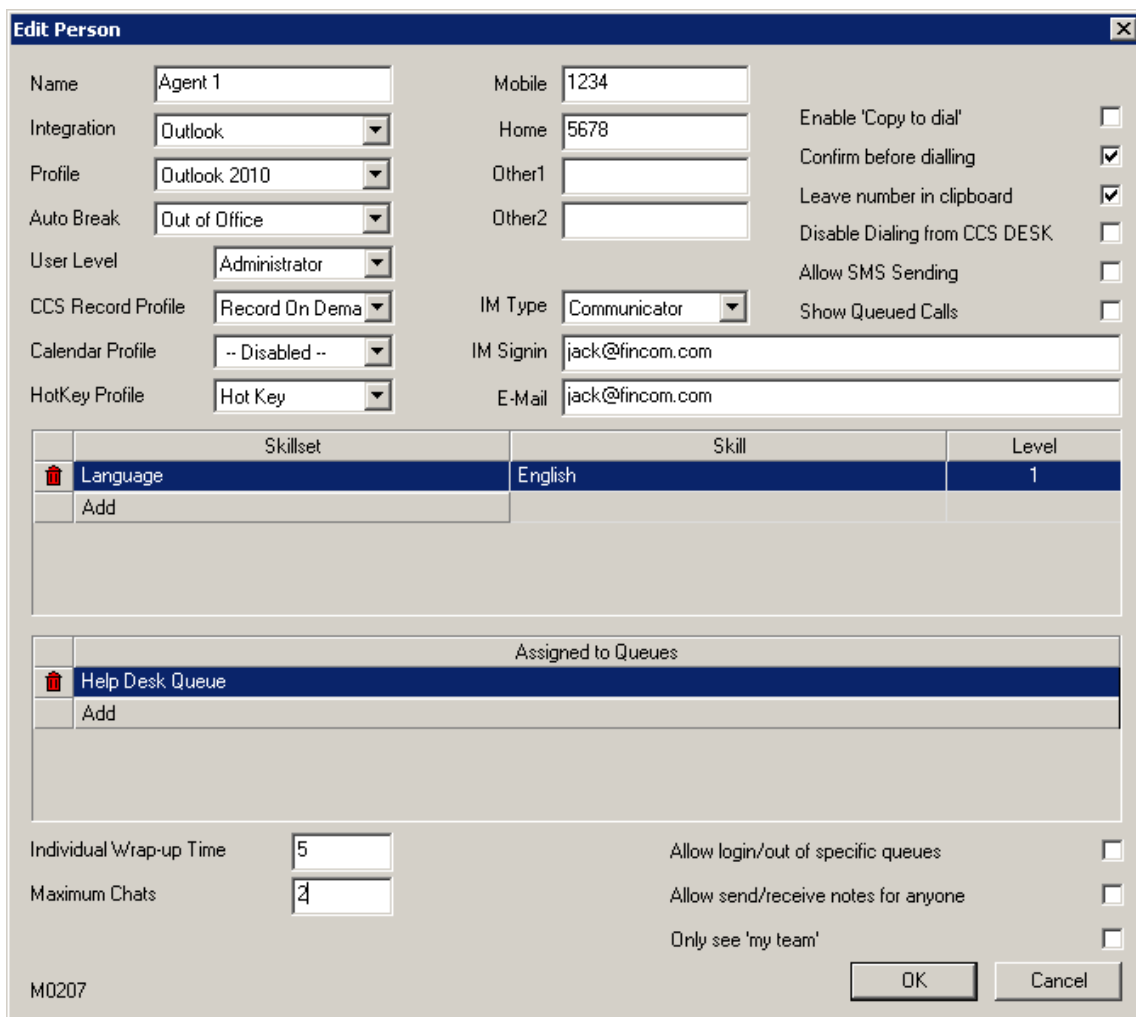 Edit Person
Name Agent 1 Mobile 1234
Enable 'Copy to dial'
Integration Outlook Home 5678
Confirm before dialling
Profile Outlook 2010 Other1
Leave number in clipboard
Auto Break Out of Office Other2
Disable Dialing from CCS DESK
User Level Administrator
Allow SMS Sending
CCS Record Profile Record On Dema IM Type Communicator Show Queued Calls
Calendar Profile -- Disabled -- IM Signin jack@fincom.com
HotKey Profile Hot Key E-Mail jack@fincom.com
Skillset Skill Level
Language English 1
Add
Assigned to Queues
Help Desk Queue
Add
Individual Wrap-up Time 5 Allow login/out of specific queues
Maximum Chats 2 Allow send/receive notes for anyone
Only see 'my team'
M0207 OK Cancel